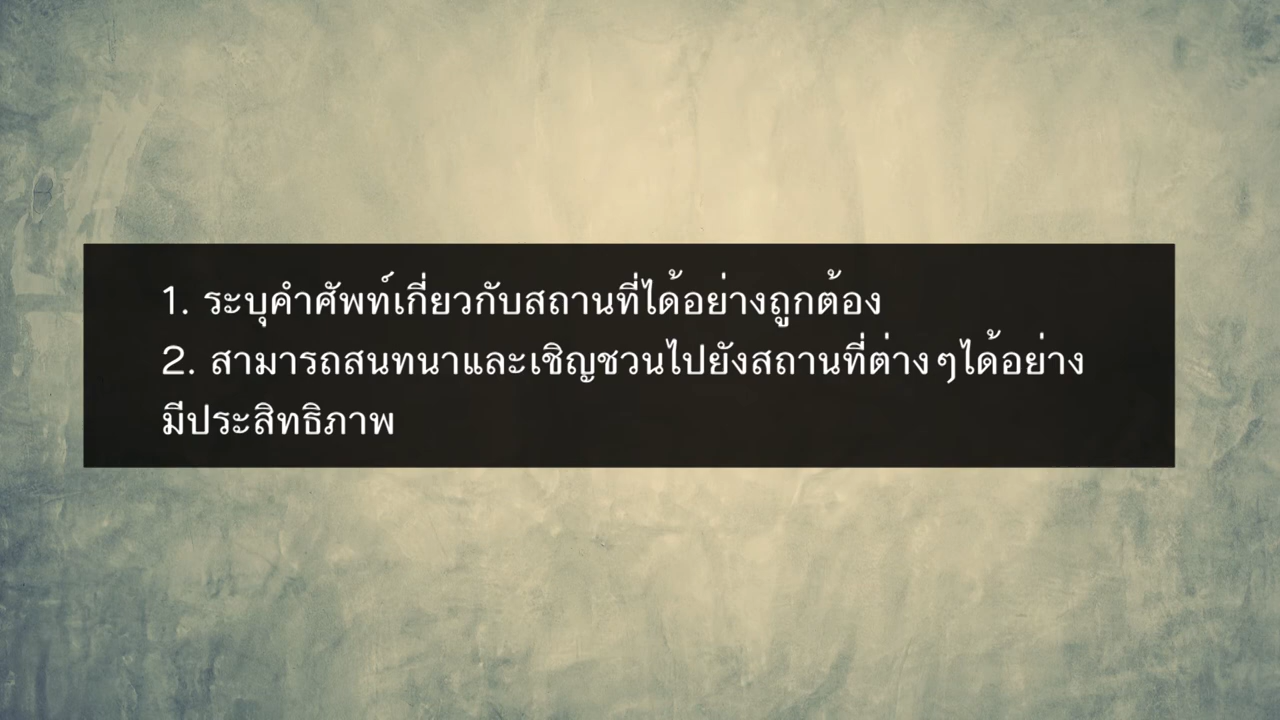 1. ระบุคำศัพท์เกี่ยวกับสถานที่ได้อย่างถูกต้อง
2. สามารถสนทนาและเชิญชวนไปยังสถานที่ต่างๆได้อย่าง
มีประสิทธิภาพ